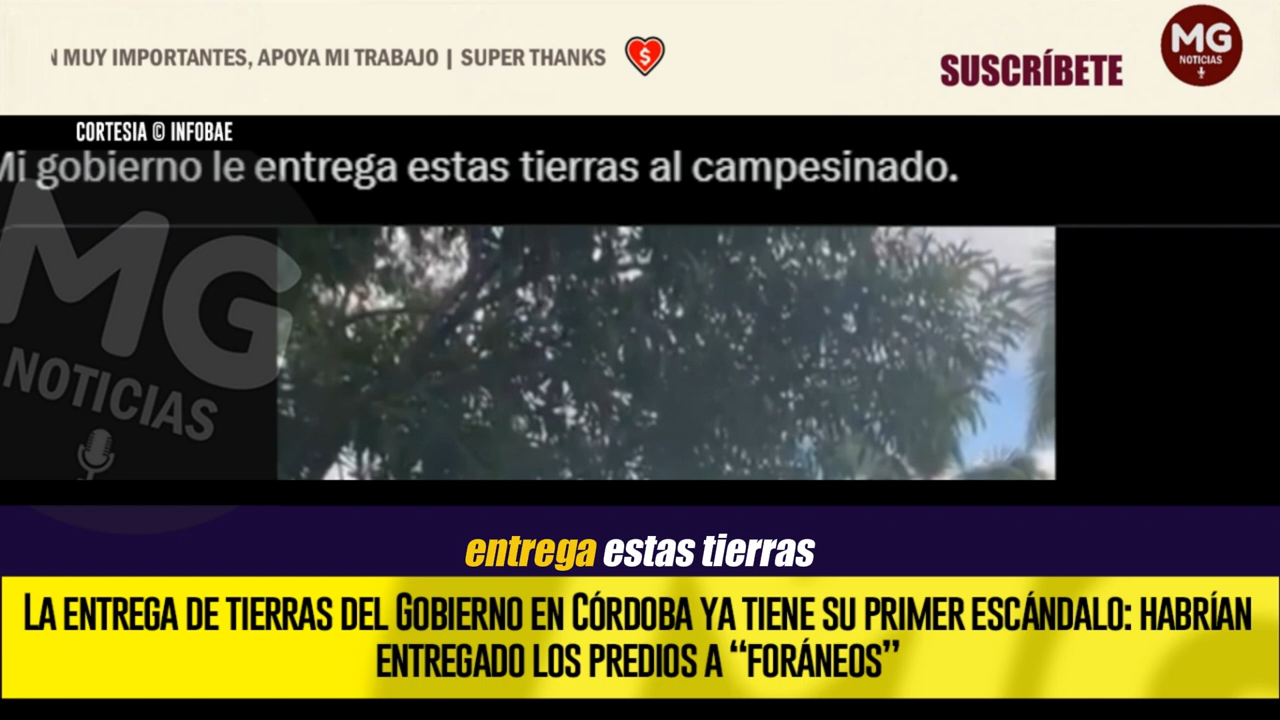 N MUY IMPORTANTES, APOYA MI TRABAJO | SUPER THANKS
SUSCRÍBETE
MG
NOTICIAS
CORTESIA © INFOBAE
Mi gobierno le entrega estas tierras al campesinado.
MG
NOTICIAS
entrega estas tierras
LA ENTREGA DE TIERRAS DEL GOBIERNO EN CÓRDOBA YA TIENE SU PRIMER ESCÁNDALO: HABRÍAN
ENTREGADO LOS PREDIOS A “FORÁNEOS”